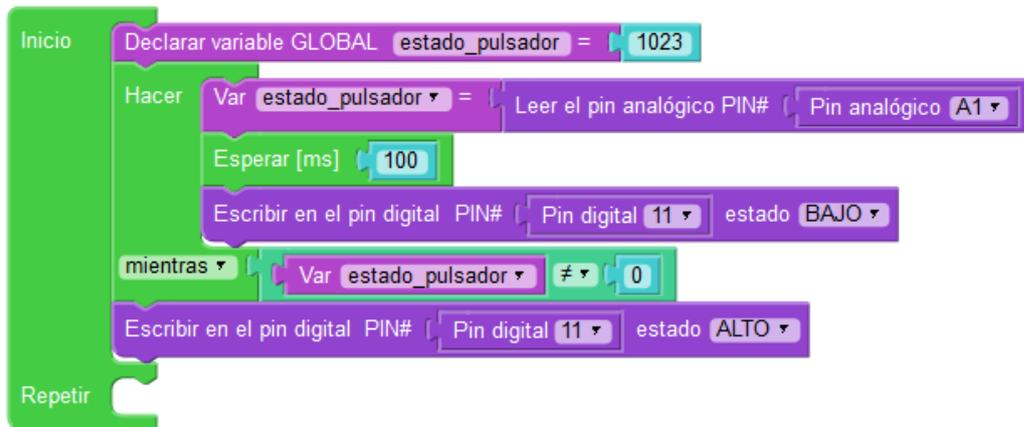 Inicio
Declarar variable GLOBAL estado_pulsador = 1023
Hacer
Var estado_pulsador = Leer el pin analógico PIN# Pin analógico A1
Esperar [ms] 100
Escribir en el pin digital PIN# Pin digital 11 estado BAJO
mientras Var estado_pulsador ≠ 0
Escribir en el pin digital PIN# Pin digital 11 estado ALTO
Repetir